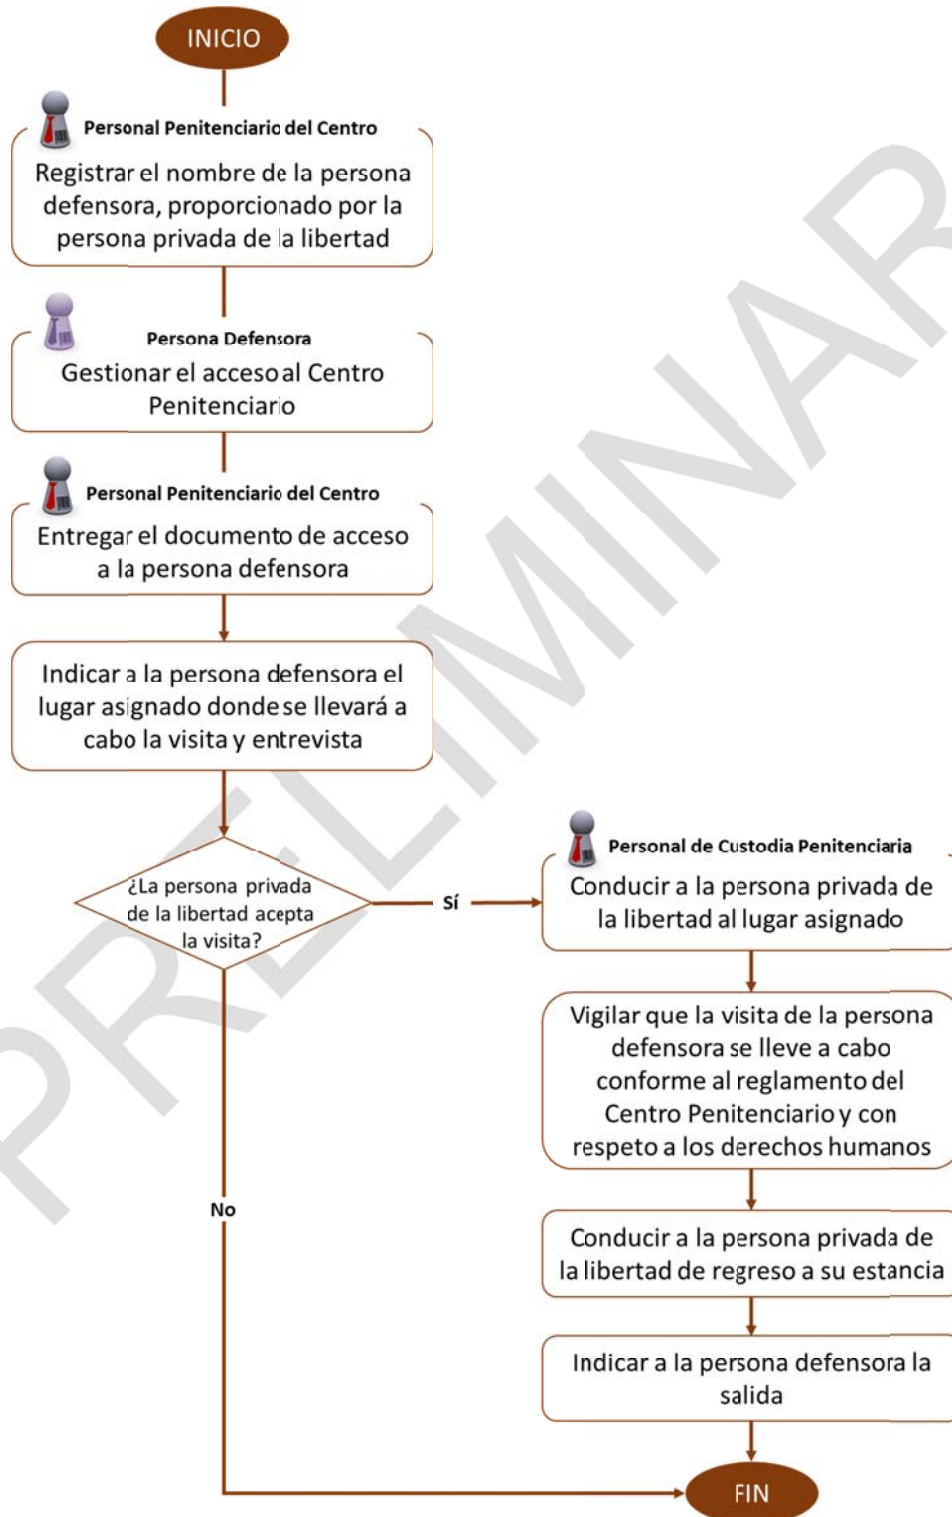 INICIO
Personal Penitenciario del Centro
Registrar el nombre de la persona
defensora, proporcionado por la
persona privada de la libertad
Persona Defensora
Gestionar el acceso al Centro
Penitenciario
Personal Penitenciario del Centro
Entregar el documento de acceso
a la persona defensora
Indicar a la persona defensora el
lugar asignado donde se llevará a
cabo la visita y entrevista
¿La persona privada
de la libertad acepta
la visita?
Sí
No
Personal de Custodia Penitenciaria
Conducir a la persona privada de
la libertad al lugar asignado
Vigilar que la visita de la persona
defensora se lleve a cabo
conforme al reglamento del
Centro Penitenciario y con
respeto a los derechos humanos
Conducir a la persona privada de
la libertad de regreso a su estancia
Indicar a la persona defensora la
salida
FIN
PRELIMINAR